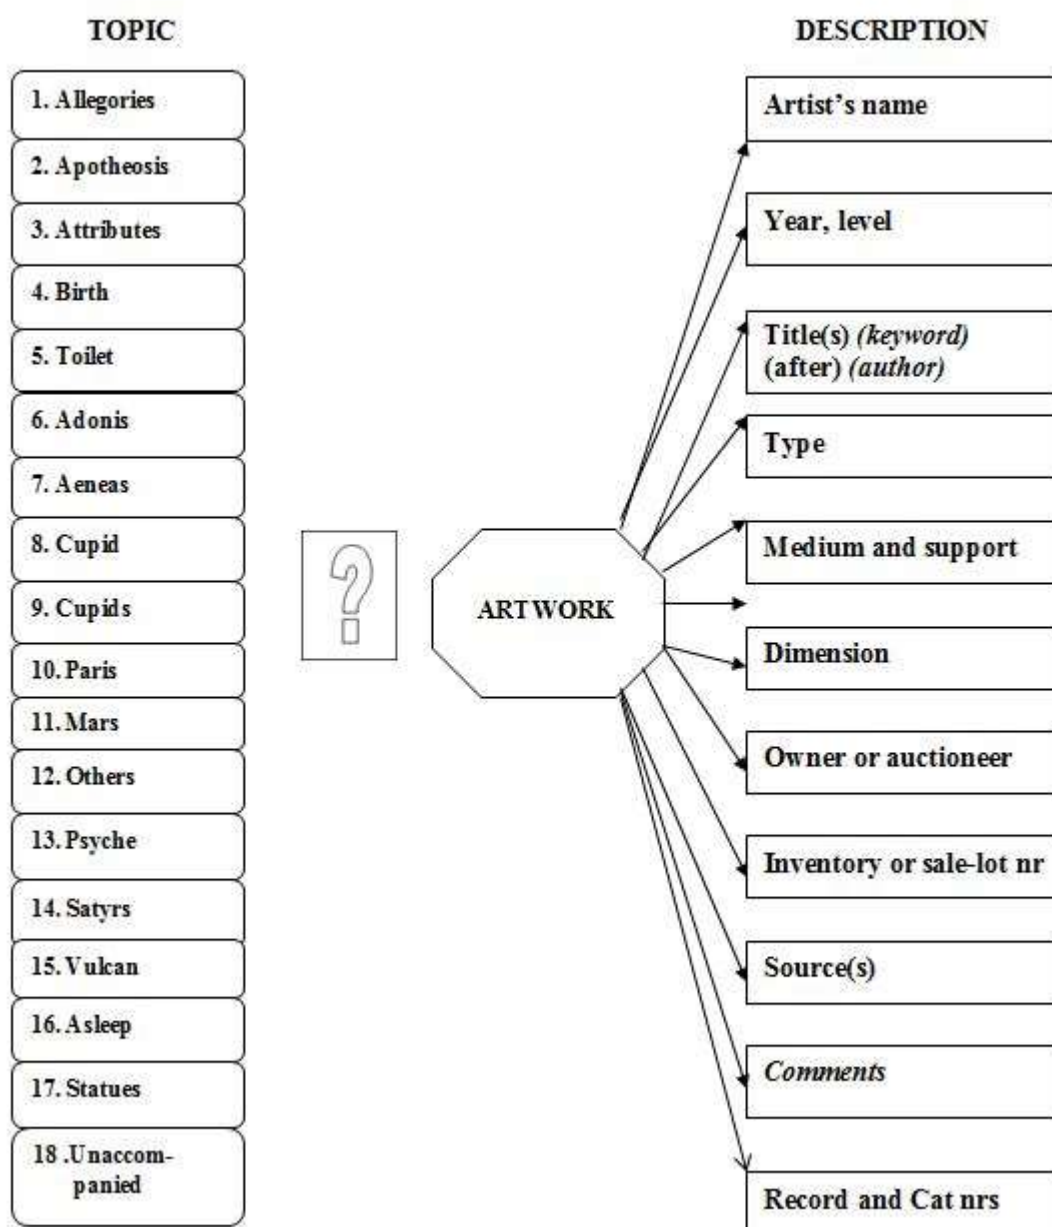 TOPIC
1. Allegories
2. Apotheosis
3. Attributes
4. Birth
5. Toilet
6. Adonis
7. Aeneas
8. Cupid
9. Cupids
10. Paris
11. Mars
12. Others
13. Psyche
14. Satyrs
15. Vulcan
16. Asleep
17. Statues
18 .Unaccom-
panied
?
ARTWORK
DESCRIPTION
Artist’s name
Year, level
Title(s) (keyword)
(after) (author)
Type
Medium and support
Dimension
Owner or auctioneer
Inventory or sale-lot nr
Source(s)
Comments
Record and Cat nrs